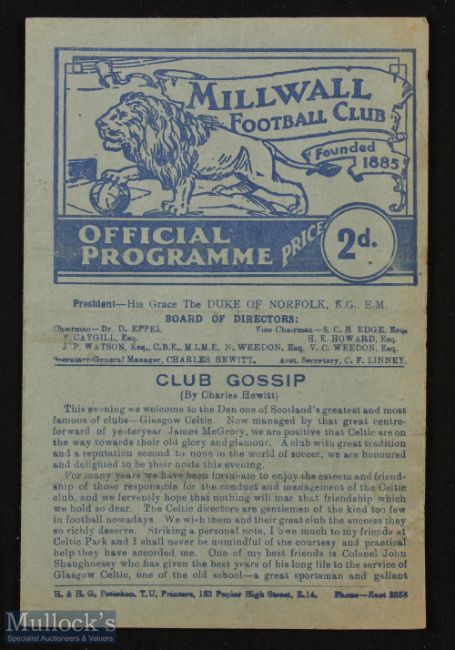 MILLWALL
FOOTBALL CLUB
Founded
1885
OFFICIAL
PROGRAMME
PRICE
2d.
President—His Grace The DUKE OF NORFOLK, K.G., E.M.
BOARD OF DIRECTORS:
Chairman—Dr. D. EPPEL Vice Chairman—S. C. H EDGE, Esq.
F. CAYGILL, Esq. H. E. HOWARD, Esq.
J. P. WATSON, Esq., C.B.E., M.I.M.E. N. WEEDON, Esq. V. C. WEEDON, Esq.
Secretary-General Manager, CHARLES HEWITT. Asst. Secretary, C. F. LINNEY.
CLUB GOSSIP
(By Charles Hewitt)
This evening we welcome to the Den one of Scotland's greatest and most
famous of clubs—Glasgow Celtic. Now managed by that great centre-
forward of yesteryear James McGrory, we are positive that Celtic are on
the way towards their old glory and glamour. A club with great tradition
and a reputation second to none in the world of soccer, we are honoured
and delighted to be their hosts this evening.
For many years we have been fortunate to enjoy the esteem and friend-
ship of those responsible for the conduct and management of the Celtic
club, and we fervently hope that nothing will mar that friendship which
we hold so dear. The Celtic directors are gentlemen of the kind too few
in football nowadays. We wish them and their great club the success they
so richly deserve. Striking a personal note, I owe much to my friends at
Celtic Park and I shall never be unmindful of the courtesy and practical
help they have accorded me. One of my best friends is Colonel John
Shaughnessy who has given the best years of his long life to the service of
Glasgow Celtic, one of the old school—a great sportsman and gallant
H. & H. G. Petersken, T.U. Printers, 153 Poplar High Street, E.14. Phone—East 3358
Mullock's
Specialist Auctioneers & Valuers